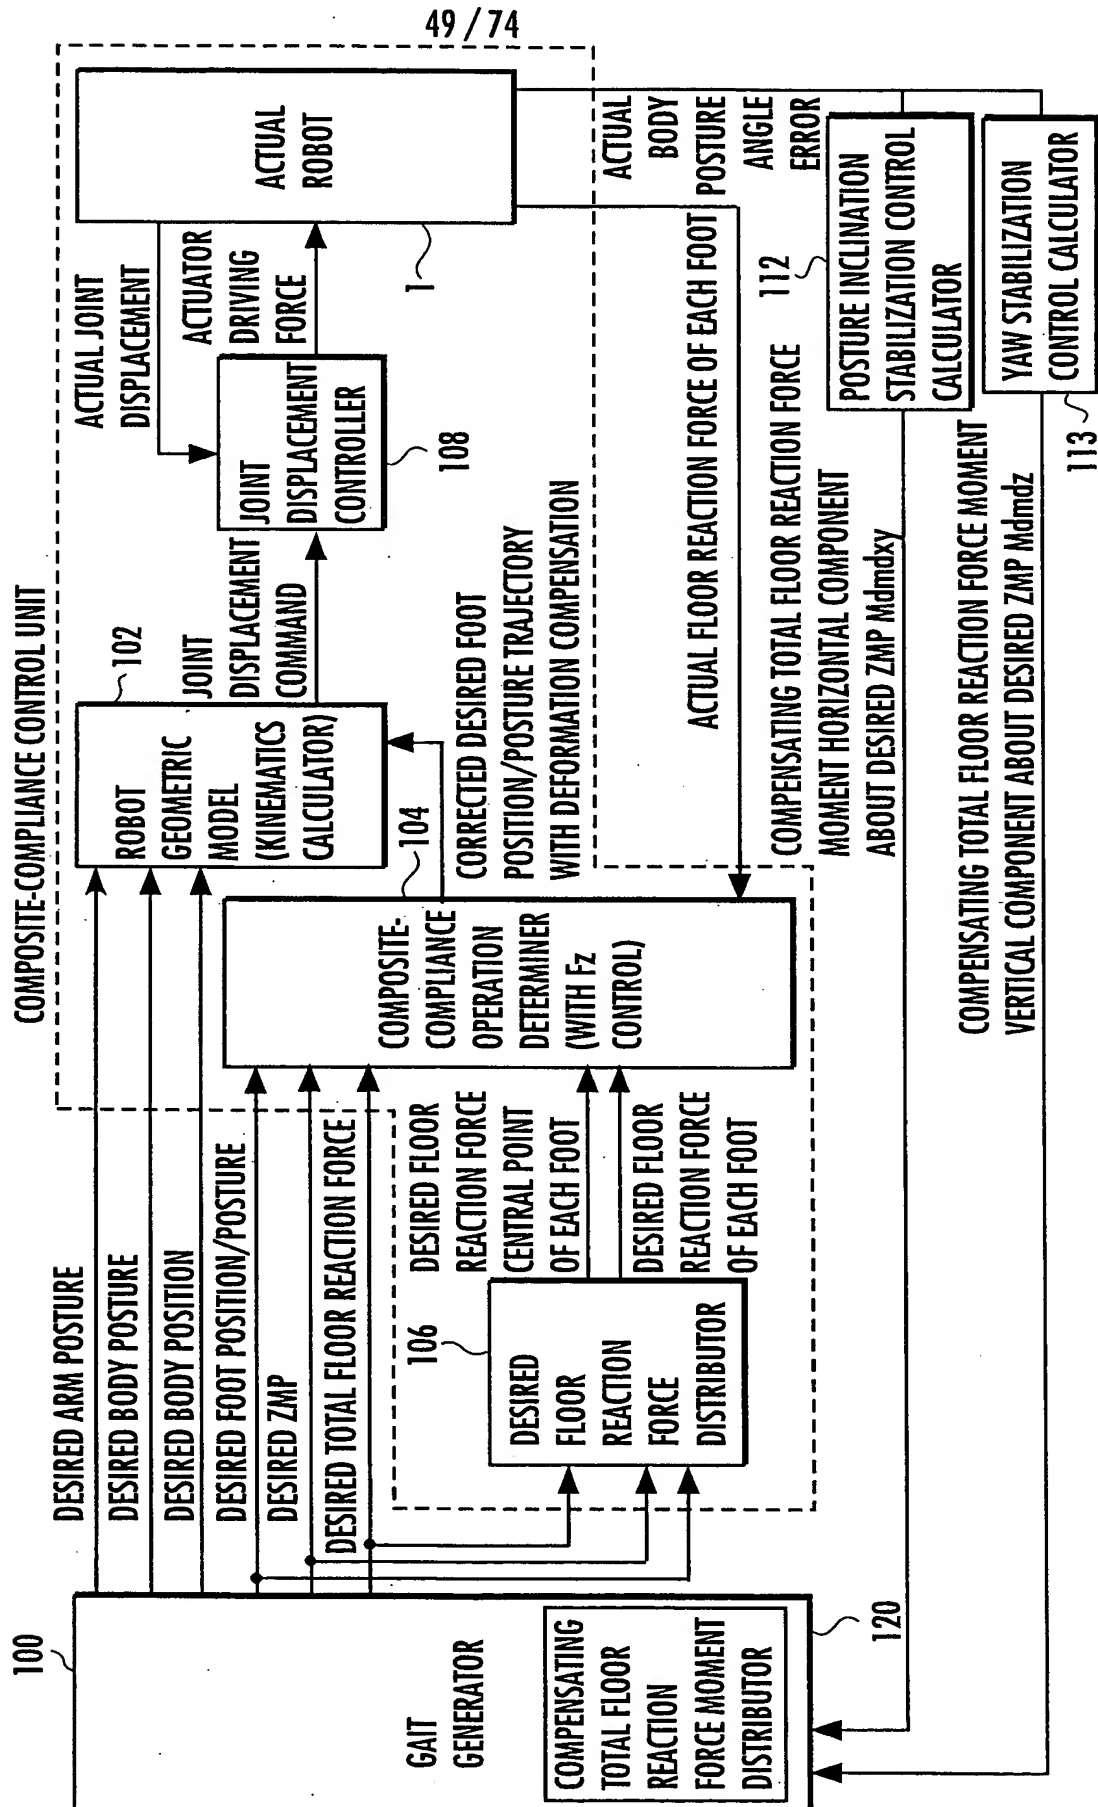 49 / 74
COMPOSITE-COMPLIANCE CONTROL UNIT
100
GAIT
GENERATOR
COMPENSATING
TOTAL FLOOR
REACTION
FORCE MOMENT
DISTRIBUTOR
120
DESIRED ARM POSTURE
DESIRED BODY POSTURE
DESIRED BODY POSITION
DESIRED FOOT POSITION/POSTURE
DESIRED ZMP
DESIRED TOTAL FLOOR REACTION FORCE
106
DESIRED
FLOOR
REACTION
FORCE
DISTRIBUTOR
DESIRED FLOOR
REACTION FORCE
CENTRAL POINT
OF EACH FOOT
DESIRED FLOOR
REACTION FORCE
OF EACH FOOT
104
COMPOSITE-
COMPLIANCE
OPERATION
DETERMINER
(WITH Fz
CONTROL)
102
ROBOT
GEOMETRIC
MODEL
(KINEMATICS
CALCULATOR)
CORRECTED DESIRED FOOT
POSITION/POSTURE TRAJECTORY
WITH DEFORMATION COMPENSATION
JOINT
DISPLACEMENT
COMMAND
JOINT
DISPLACEMENT
CONTROLLER
108
ACTUAL JOINT
DISPLACEMENT
ACTUATOR
DRIVING
FORCE
ACTUAL
ROBOT
1
ACTUAL FLOOR REACTION FORCE OF EACH FOOT
ACTUAL
BODY
POSTURE
ANGLE
ERROR
112
POSTURE INCLINATION
STABILIZATION CONTROL
CALCULATOR
YAW STABILIZATION
CONTROL CALCULATOR
113
COMPENSATING TOTAL FLOOR REACTION FORCE
MOMENT HORIZONTAL COMPONENT
ABOUT DESIRED ZMP Mdmdxy
COMPENSATING TOTAL FLOOR REACTION FORCE MOMENT
VERTICAL COMPONENT ABOUT DESIRED ZMP Mdmdz